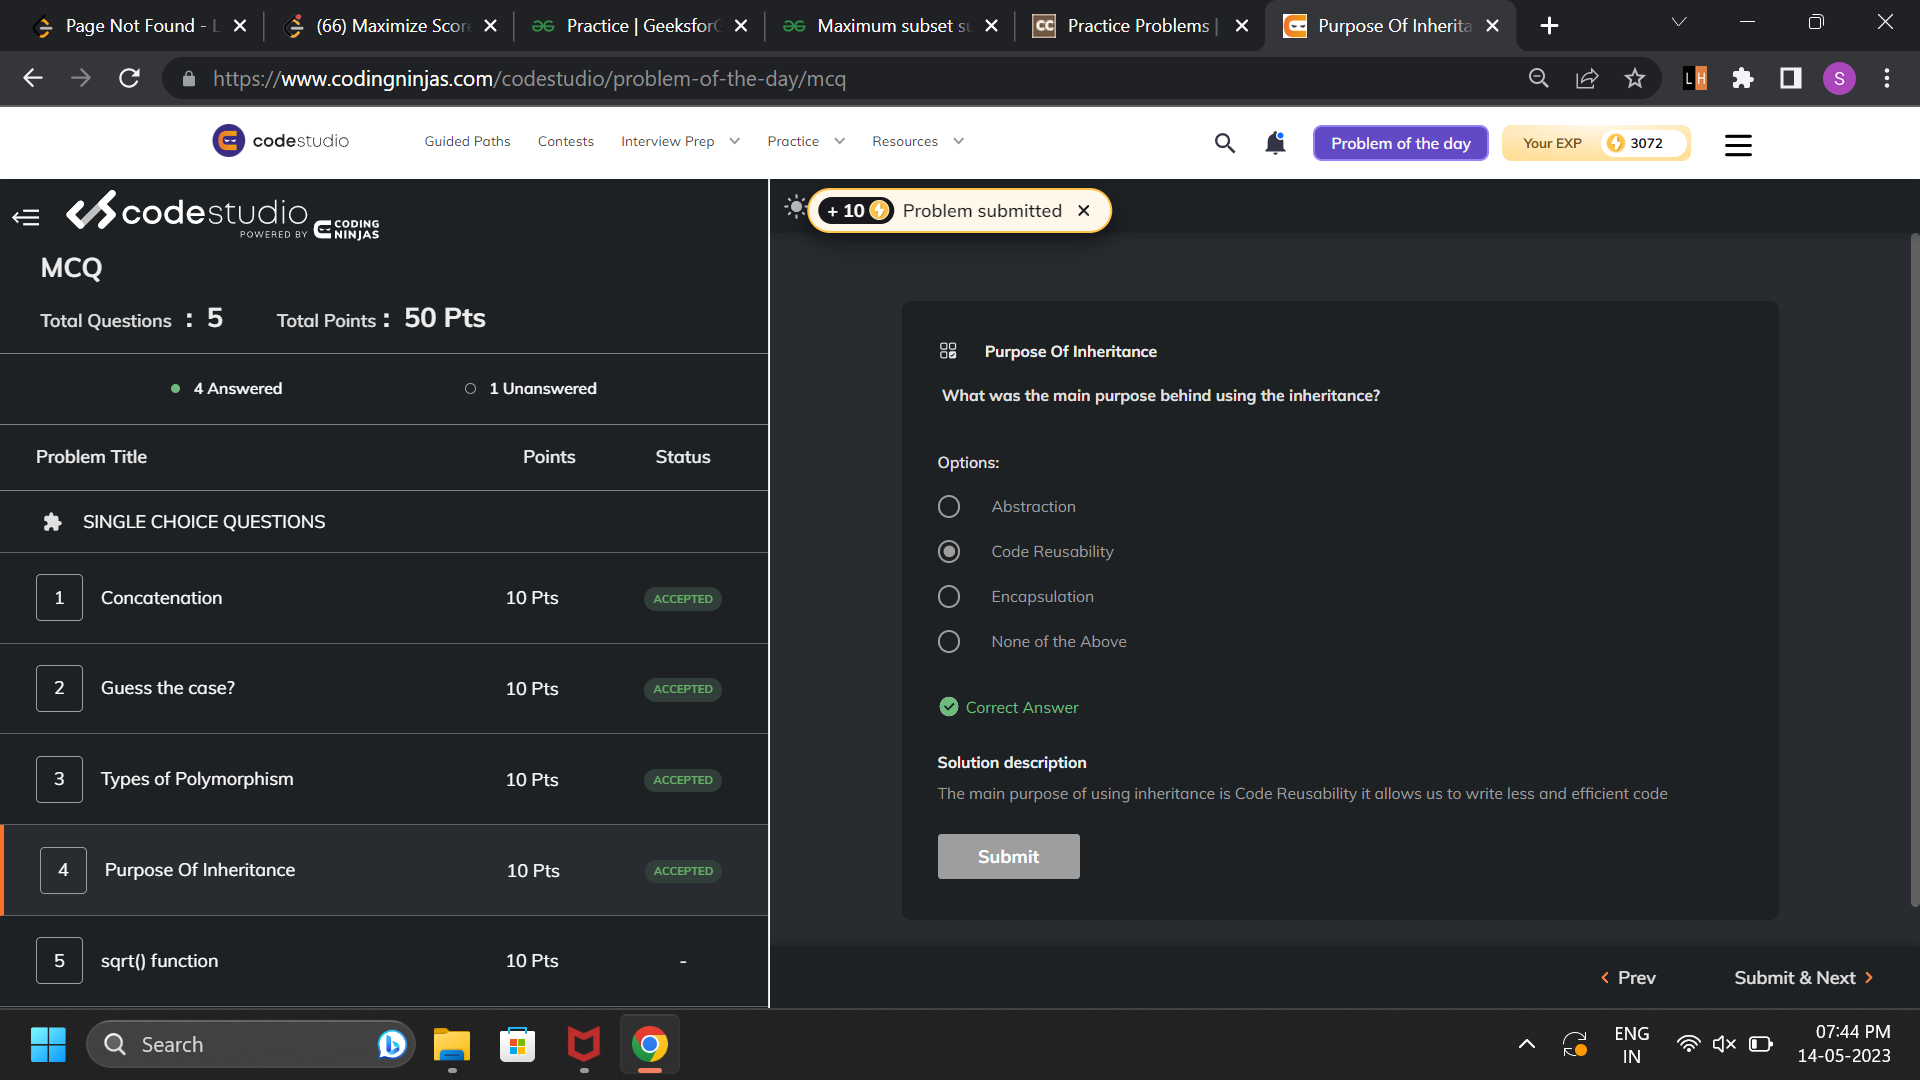 Page Not Found - L
(66) Maximize Score
Practice | GeeksforG
Maximum subset su
CC Practice Problems |
Purpose Of Inherita
https://www.codingninjas.com/codestudio/problem-of-the-day/mcq
LH
S
codestudio
Guided Paths
Contests
Interview Prep
Practice
Resources
Problem of the day
Your EXP 3072
codestudio
POWERED BY CODING NINJAS
+ 10 Problem submitted
MCQ
Total Questions : 5 Total Points : 50 Pts
4 Answered 1 Unanswered
Problem Title Points Status
SINGLE CHOICE QUESTIONS
1 Concatenation 10 Pts ACCEPTED
2 Guess the case? 10 Pts ACCEPTED
3 Types of Polymorphism 10 Pts ACCEPTED
4 Purpose Of Inheritance 10 Pts ACCEPTED
5 sqrt() function 10 Pts -
Purpose Of Inheritance
What was the main purpose behind using the inheritance?
Options:
Abstraction
Code Reusability
Encapsulation
None of the Above
Correct Answer
Solution description
The main purpose of using inheritance is Code Reusability it allows us to write less and efficient code
Submit
Prev
Submit & Next
Search
ENG
IN
07:44 PM
14-05-2023